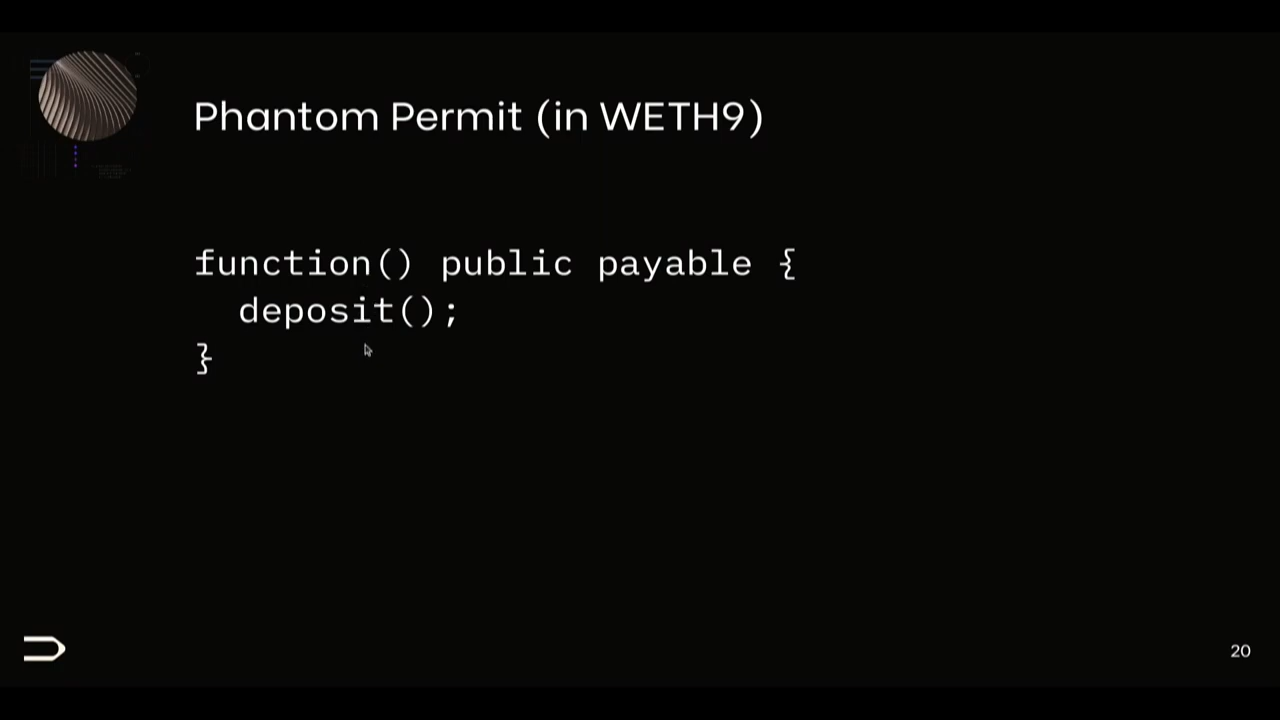 Phantom Permit (in WETH9)
function() public payable {
  deposit();
}
20